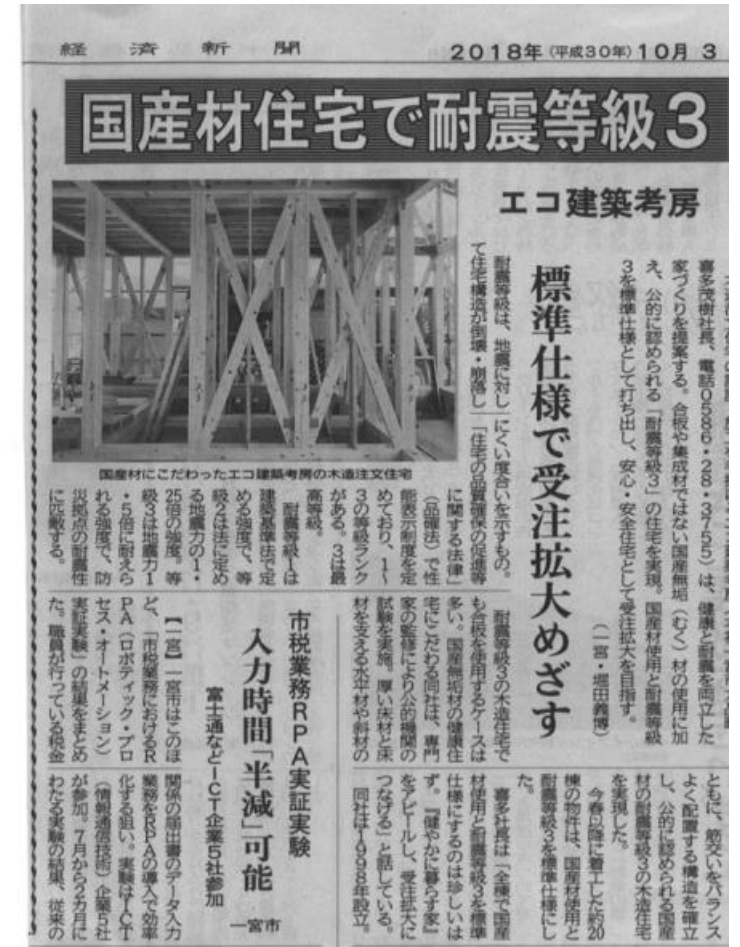 経済新聞
2018年(平成30年)10月3
国産材住宅で耐震等級3
エコ建築考房
標準仕様で受注拡大めざす
喜多茂樹社長、電話0586・28・3755)は、健康と耐震を両立した
家づくりを提案する。合板や集成材ではない国産無垢(むく)材の使用に加
え、公的に認められる「耐震等級3」の住宅を実現。国産材使用と耐震等級
3を標準仕様として打ち出し、安心・安全住宅として受注拡大を目指す。
(一宮・堀田義博)
耐震等級は、地震に対し
て住宅構造が倒壊・崩落し
にくい度合いを示すもの。
「住宅の品質確保の促進等
に関する法律」
(品確法)で性
能表示制度を定
めており、1~
3の等級ランク
がある。3は最
高等級。
耐震等級1は
建築基準法で定
める強度で、等
級2は法に定め
る地震力の1・
25倍の強度。等
級3は地震力1
・5倍に耐えら
れる強度で、防
災拠点の耐震性
に匹敵する。
国産材にこだわったエコ建築考房の木造注文住宅
耐震等級3の木造住宅で
も合板を使用するケースは
多い。国産無垢材の健康住
宅にこだわる同社は、専門
家の監修により公的機関の
試験を実施。厚い床材と床
材を支える水平材や斜材の
ともに、筋交いをバランス
よく配置する構造を確立
し、公的に認められる国産
材の耐震等級3の木造住宅
を実現した。
今春以降に着工した約20
棟の物件は、国産材使用と
耐震等級3を標準仕様にし
た。
喜多社長は「全棟で国産
材使用と耐震等級3を標準
仕様にするのは珍しいは
ず。『健やかに暮らす家』
をアピールし、受注拡大に
つなげる」と話している。
同社は1998年設立。
市税業務RPA実証実験
入力時間「半減」可能
富士通などICT企業5社参加
一宮市
【一宮】一宮市はこのほ
ど、「市税業務におけるR
PA(ロボティック・プロ
セス・オートメーション)
実証実験」の結果をまとめ
た。職員が行っている税金
関係の届出書のデータ入力
業務をRPAの導入で効率
化する狙い。実験はICT
(情報通信技術)企業5社
が参加。7月から2カ月に
わたる実験の結果、従来の